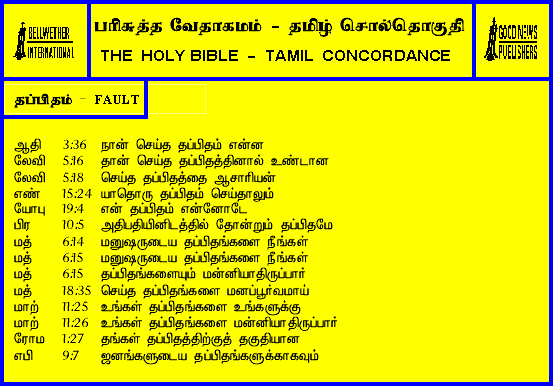 BELLWETHER
INTERNATIONAL
பரிசுத்த வேதாகமம் - தமிழ் சொல்தொகுதி
THE HOLY BIBLE - TAMIL CONCORDANCE
GOOD NEWS
PUBLISHERS
தப்பிதம் - FAULT
ஆதி 3:36 நான் செய்த தப்பிதம் என்ன
லேவி 5:16 தான் செய்த தப்பிதத்தினால் உண்டான
லேவி 5:18 செய்த தப்பிதத்தை ஆசாரியன்
எண் 15:24 யாதொரு தப்பிதம் செய்தாலும்
யோபு 19:4 என் தப்பிதம் என்னோடே
பிர 10:5 அதிபதியினிடத்தில் தோன்றும் தப்பிதமே
மத் 6:14 மனுஷருடைய தப்பிதங்களை நீங்கள்
மத் 6:15 மனுஷருடைய தப்பிதங்களை நீங்கள்
மத் 6:15 தப்பிதங்களையும் மன்னியாதிருப்பார்
மத் 18:35 செய்த தப்பிதங்களை மனப்பூர்வமாய்
மாற் 11:25 உங்கள் தப்பிதங்களை உங்களுக்கு
மாற் 11:26 உங்கள் தப்பிதங்களை மன்னியாதிருப்பார்
ரோம 1:27 தங்கள் தப்பிதத்திற்குத் தகுதியான
எபி 9:7 ஜனங்களுடைய தப்பிதங்களுக்காகவும்